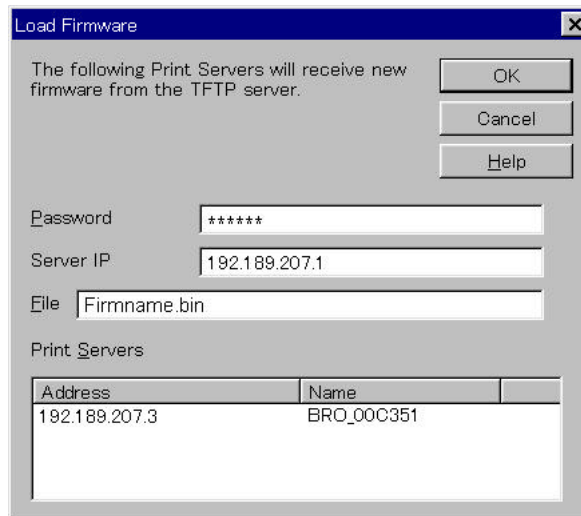 Load Firmware
The following Print Servers will receive new
firmware from the TFTP server.
OK
Cancel
Help
Password ******
Server IP 192.189.207.1
File Firmname.bin
Print Servers
Address Name
192.189.207.3 BRO_00C351